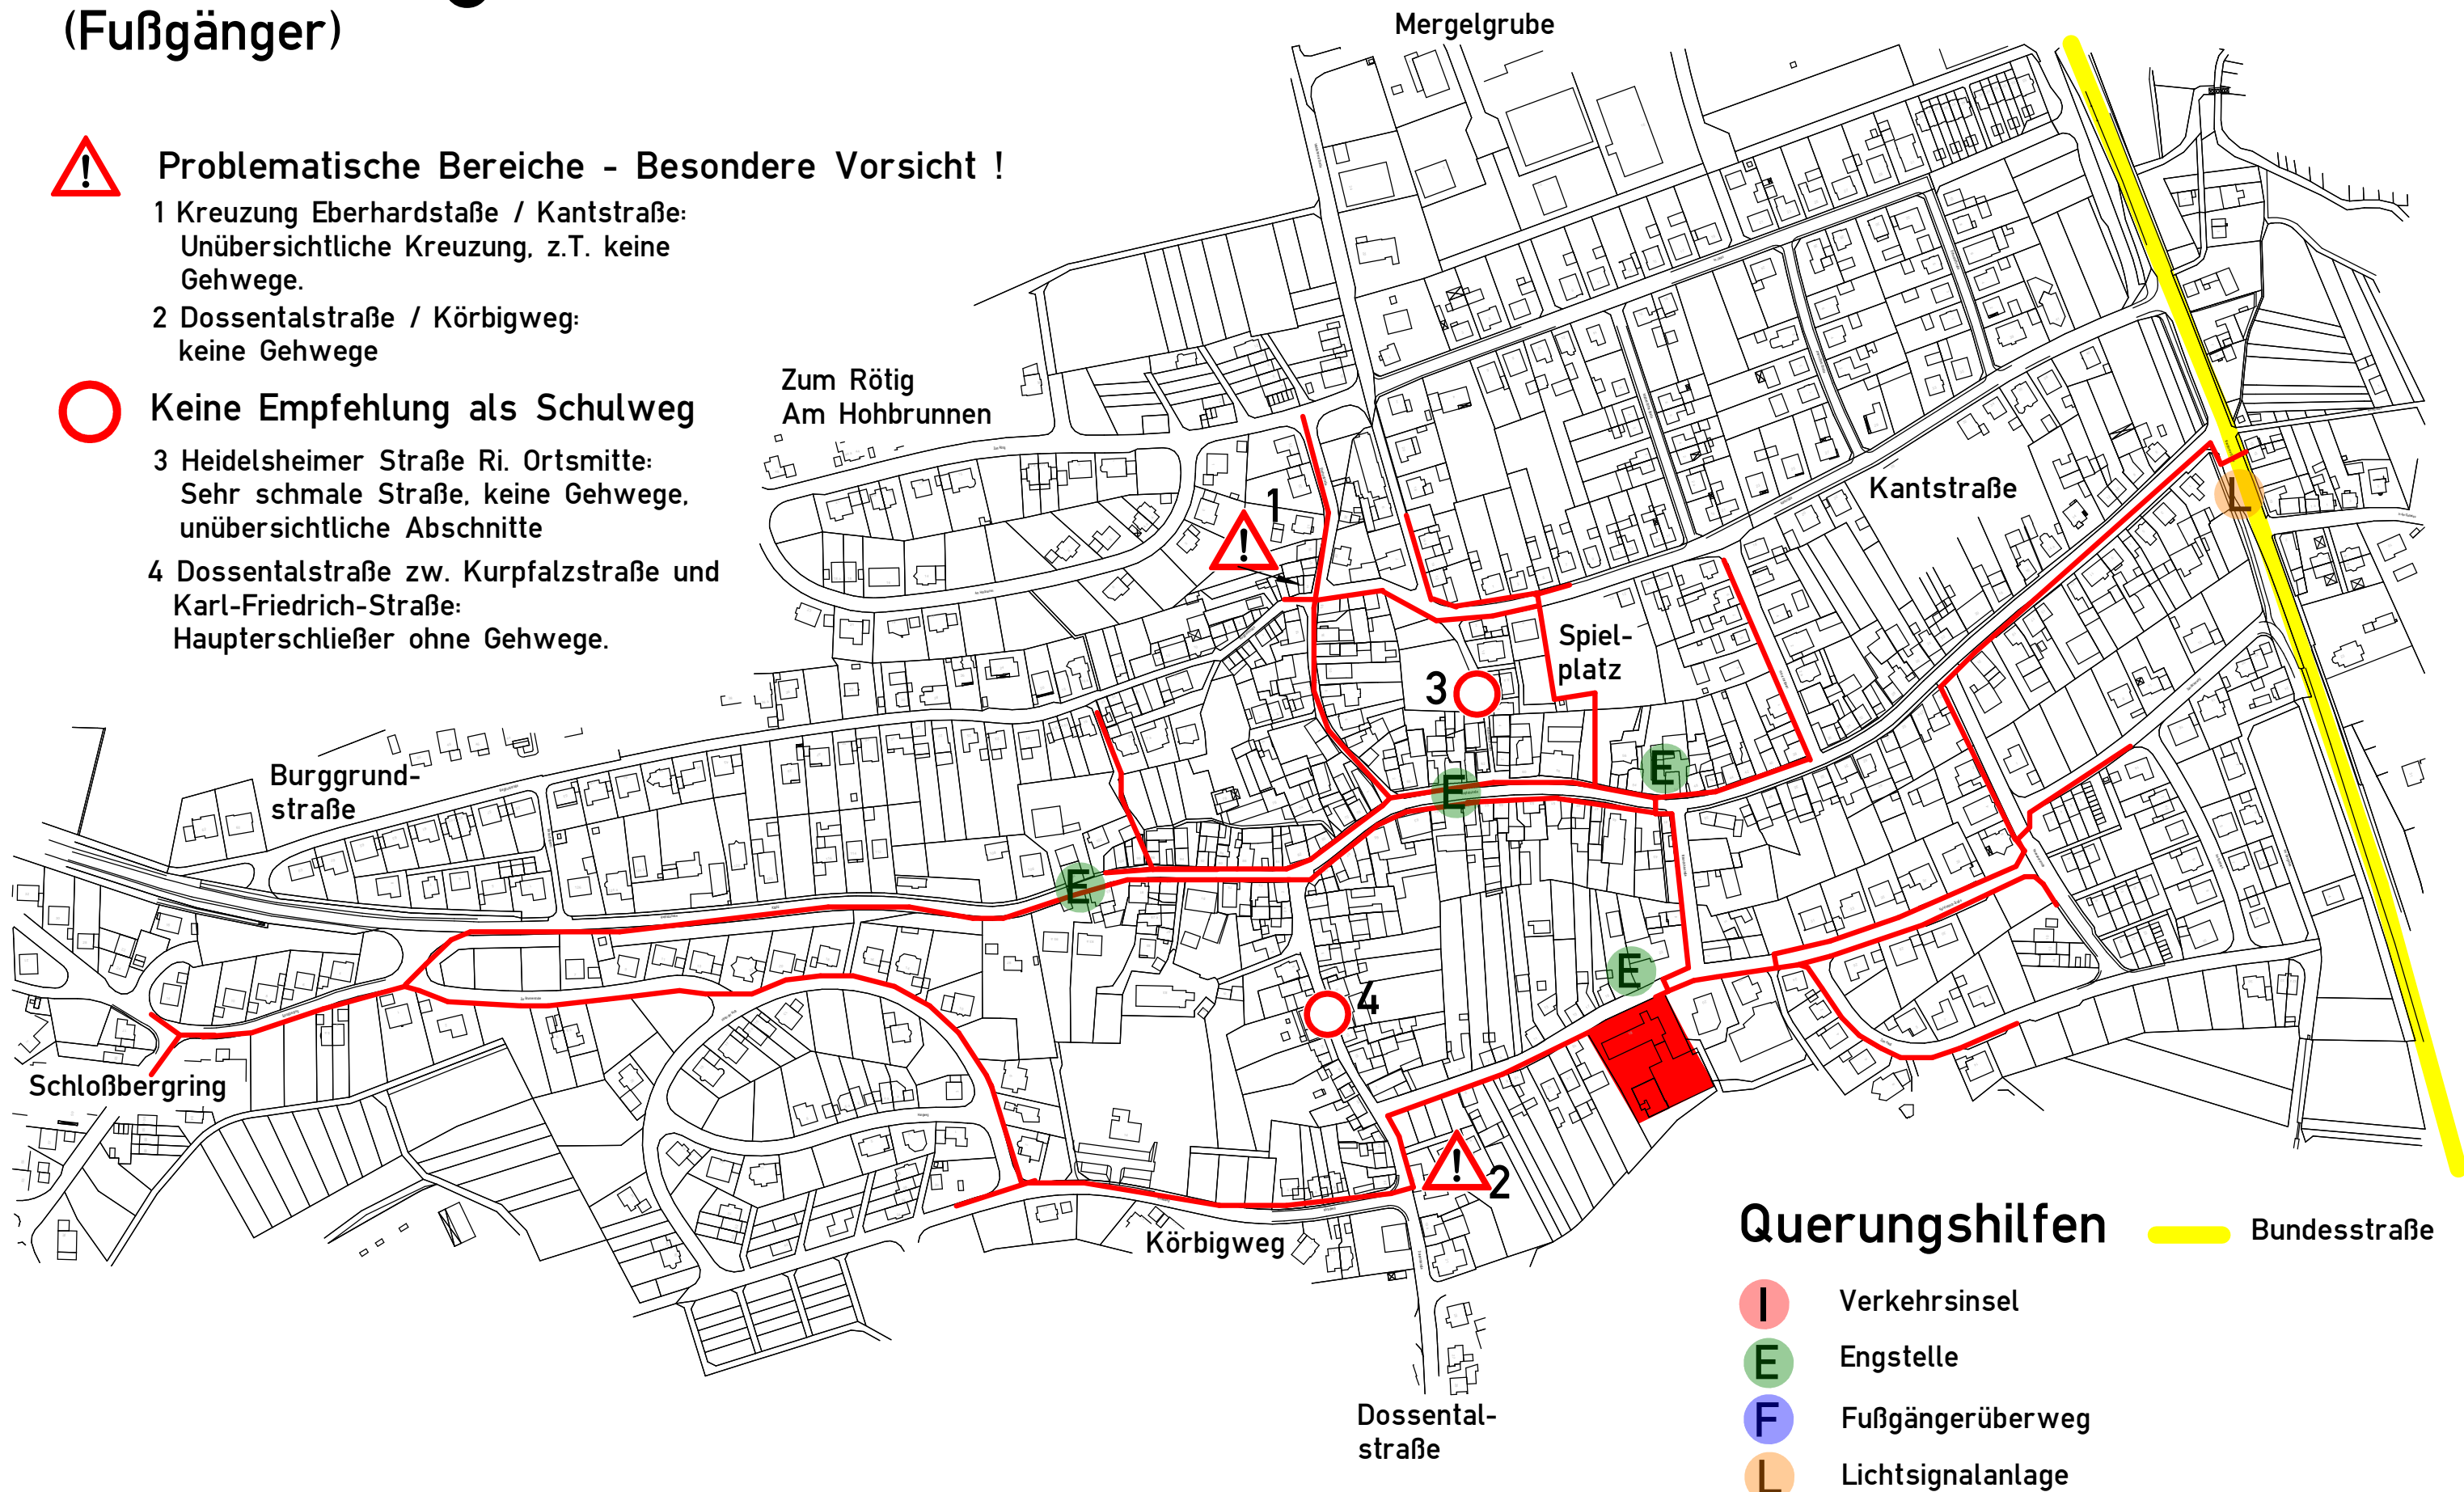 (Fußgänger)
Problematische Bereiche - Besondere Vorsicht !
1 Kreuzung Eberhardstaße / Kantstraße:
Unübersichtliche Kreuzung, z.T. keine
Gehwege.
2 Dossentalstraße / Körbigweg:
keine Gehwege
Keine Empfehlung als Schulweg
3 Heidelsheimer Straße Ri. Ortsmitte:
Sehr schmale Straße, keine Gehwege,
unübersichtliche Abschnitte
4 Dossentalstraße zw. Kurpfalzstraße und
Karl-Friedrich-Straße:
Haupterschließer ohne Gehwege.
Mergelgrube
Zum Rötig
Am Hohbrunnen
Kantstraße
L
1
!
Spiel-
platz
3
E
E
Burggrund-
straße
E
E
4
Schloßbergring
!
2
Körbigweg
Dossental-
straße
Querungshilfen
Bundesstraße
I Verkehrsinsel
E Engstelle
F Fußgängerüberweg
L Lichtsignalanlage